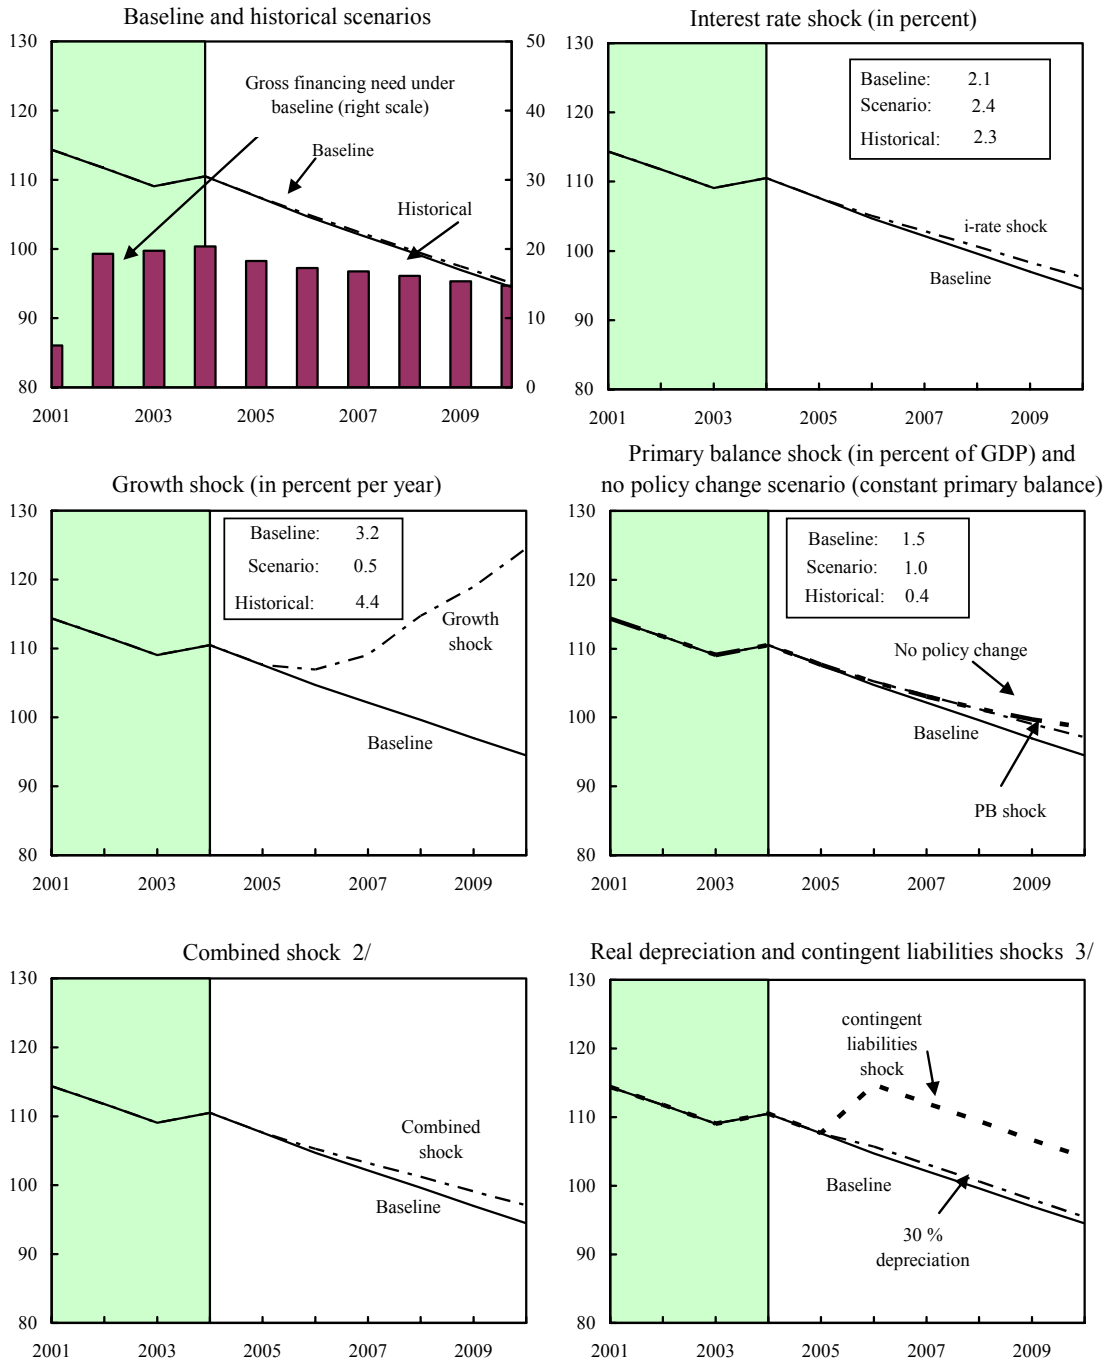 Baseline and historical scenarios
130
120
110
100
90
80
50
40
30
20
10
0
Gross financing need under
baseline (right scale)
Baseline
Historical
2001 2003 2005 2007 2009
Interest rate shock (in percent)
130
120
110
100
90
80
Baseline: 2.1
Scenario: 2.4
Historical: 2.3
i-rate shock
Baseline
2001 2003 2005 2007 2009
Growth shock (in percent per year)
130
120
110
100
90
80
Baseline: 3.2
Scenario: 0.5
Historical: 4.4
Growth
shock
Baseline
2001 2003 2005 2007 2009
Primary balance shock (in percent of GDP) and
no policy change scenario (constant primary balance)
130
120
110
100
90
80
Baseline: 1.5
Scenario: 1.0
Historical: 0.4
No policy change
Baseline
PB shock
2001 2003 2005 2007 2009
Combined shock 2/
130
120
110
100
90
80
Combined
shock
Baseline
2001 2003 2005 2007 2009
Real depreciation and contingent liabilities shocks 3/
130
120
110
100
90
80
contingent
liabilities
shock
Baseline
30 %
depreciation
2001 2003 2005 2007 2009